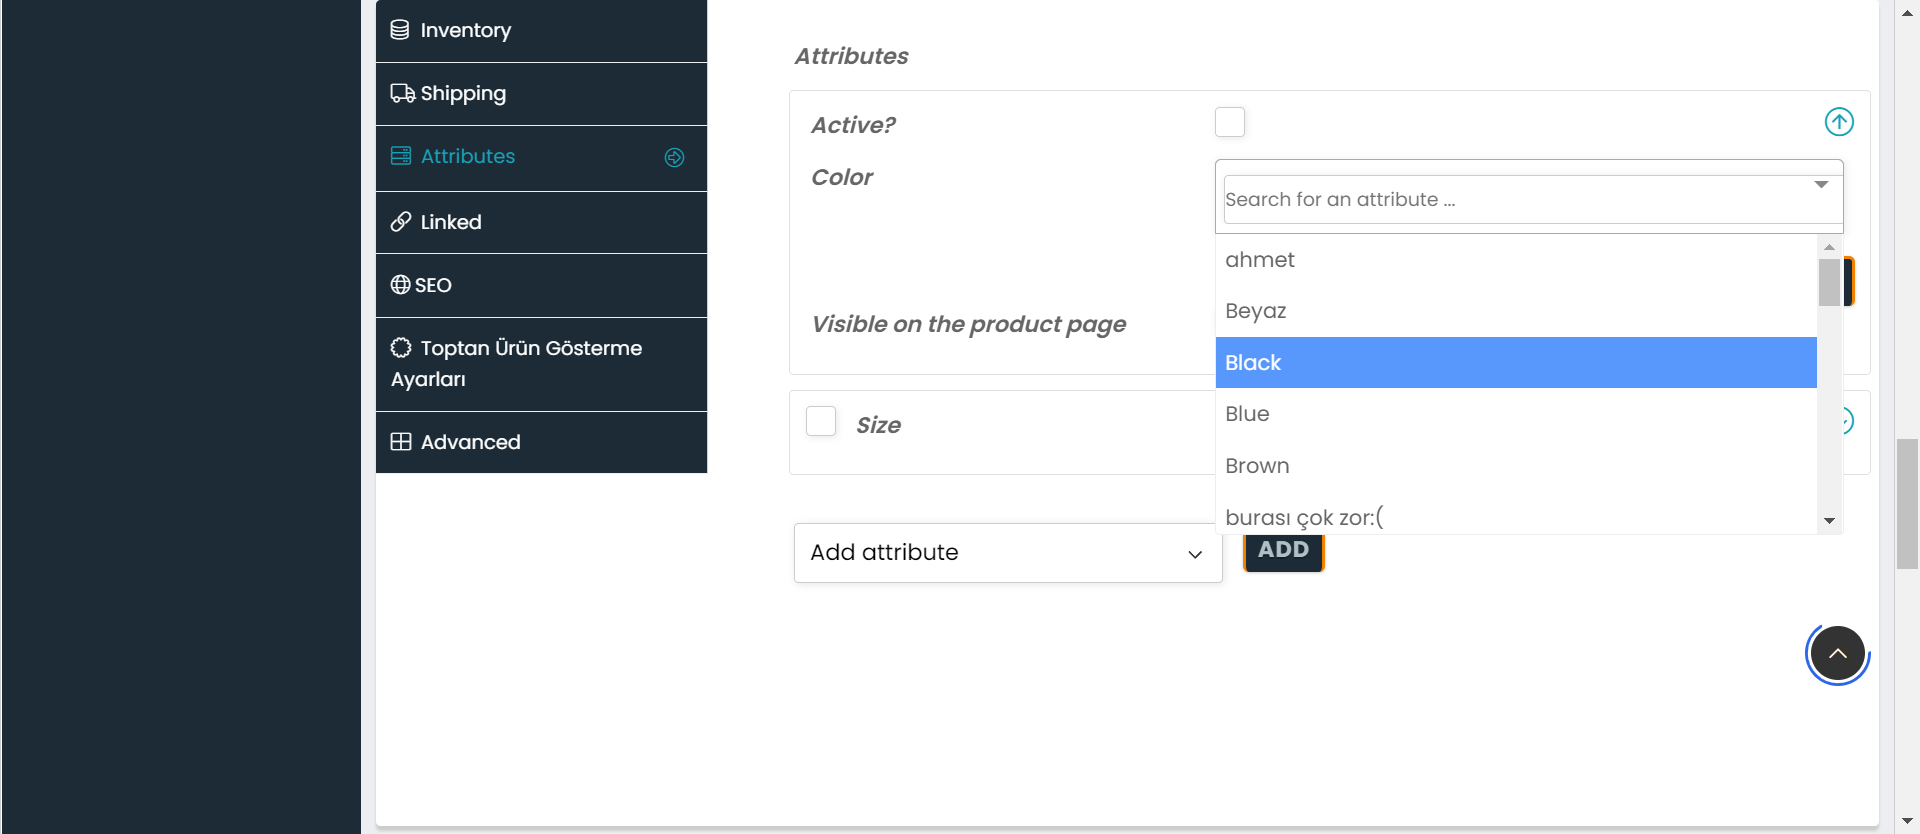 Inventory
Shipping
Attributes
Linked
SEO
Toptan Ürün Gösterme
Ayarları
Advanced
Attributes
Active?
Color
Search for an attribute ...
ahmet
Beyaz
Black
Blue
Brown
burası çok zor:(
Visible on the product page
Size
Add attribute
ADD